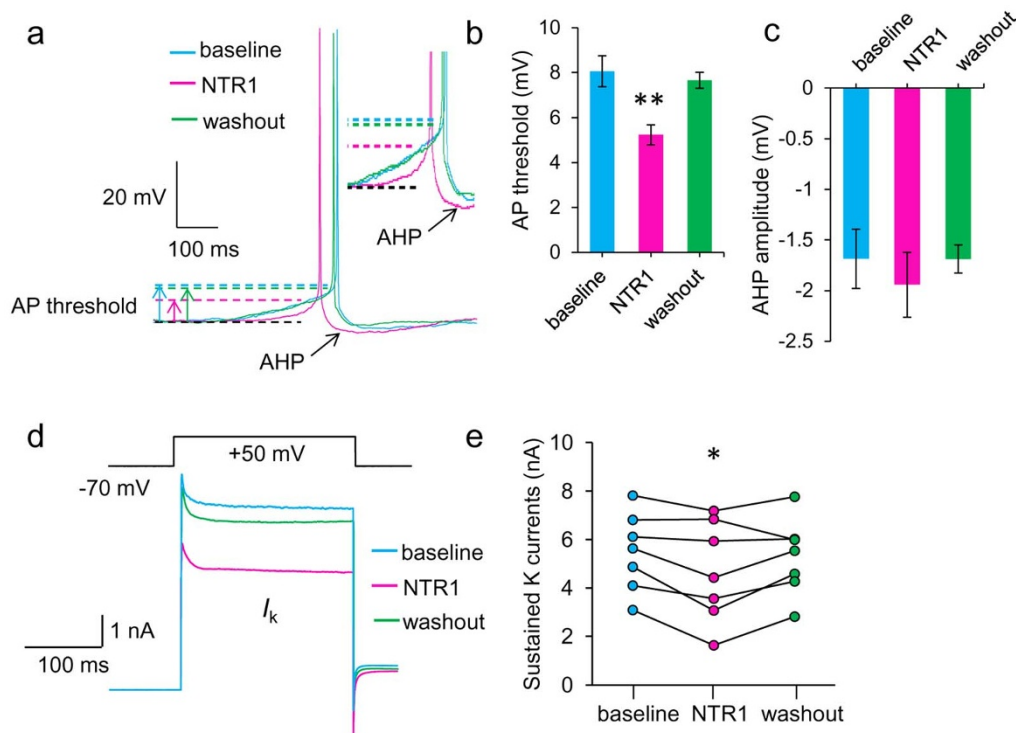 a
baseline
NTR1
washout
20 mV
100 ms
AHP
AP threshold
AHP
b
AP threshold (mV)
10
8
6
4
2
0
**
baseline
NTR1
washout
c
baseline
NTR1
washout
AHP amplitude (mV)
0
-0.5
-1
-1.5
-2
-2.5
d
+50 mV
-70 mV
baseline
NTR1
washout
Ik
1 nA
100 ms
e
Sustained K currents (nA)
10
8
6
4
2
0
*
baseline
NTR1
washout